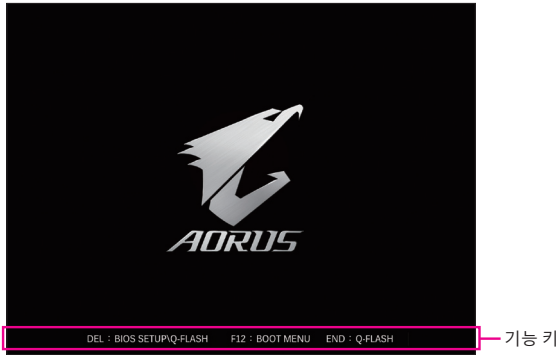 AORUS
DEL : BIOS SETUP\Q-FLASH F12 : BOOT MENU END : Q-FLASH
기능 키